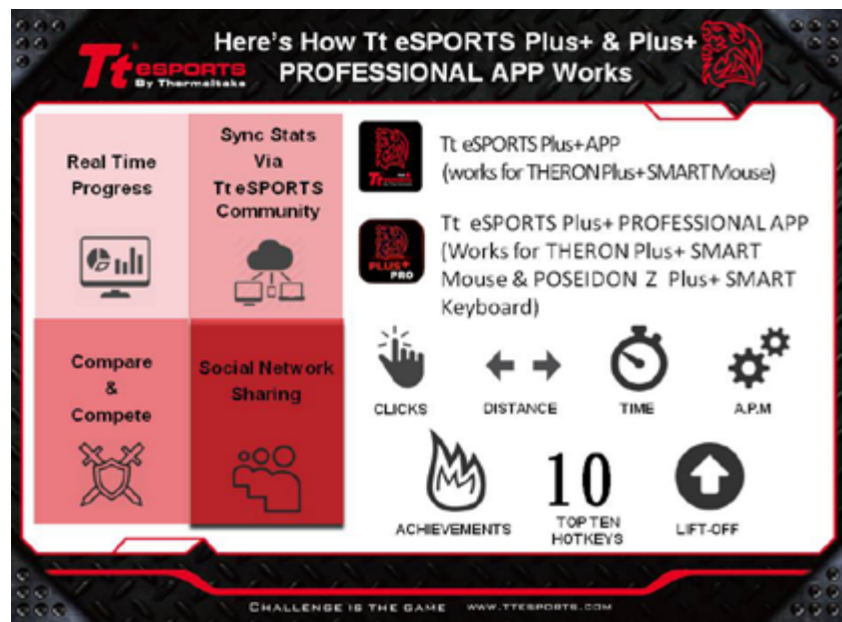 Here's How Tt eSPORTS Plus+ & Plus+
PROFESSIONAL APP Works
Tt eSPORTS
By Thermaltake
Real Time
Progress
Sync Stats
Via
Tt eSPORTS
Community
Compare
&
Compete
Social Network
Sharing
Tt eSPORTS Plus+ APP
(works for THERON Plus+ SMART Mouse)
PLUS+
PRO
Tt eSPORTS Plus+ PROFESSIONAL APP
(Works for THERON Plus+ SMART
Mouse & POSEIDON Z Plus+ SMART
Keyboard)
CLICKS
DISTANCE
TIME
A.P.M
ACHIEVEMENTS
10
TOP TEN
HOTKEYS
LIFT-OFF
CHALLENGE IS THE GAME WWW.TTESPORTS.COM